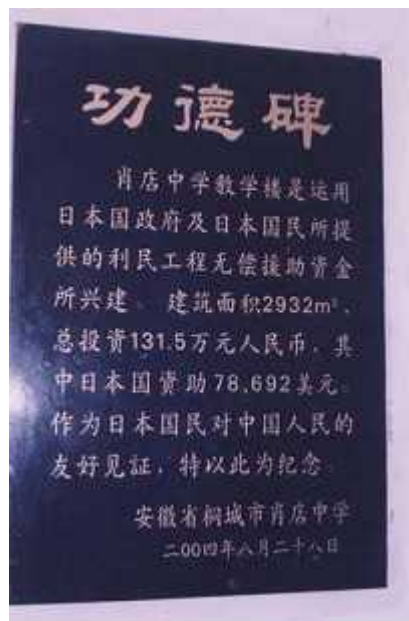 功德碑
肖店中学教学楼是运用
日本国政府及日本国民所提
供的利民工程无偿援助资金
所兴建。建筑面积2932m²、
总投资131.5万元人民币，其
中日本国资助78,692美元。
作为日本国民对中国人民的
友好见证，特以此为纪念。
安徽省桐城市肖店中学
二00四年八月二十八日